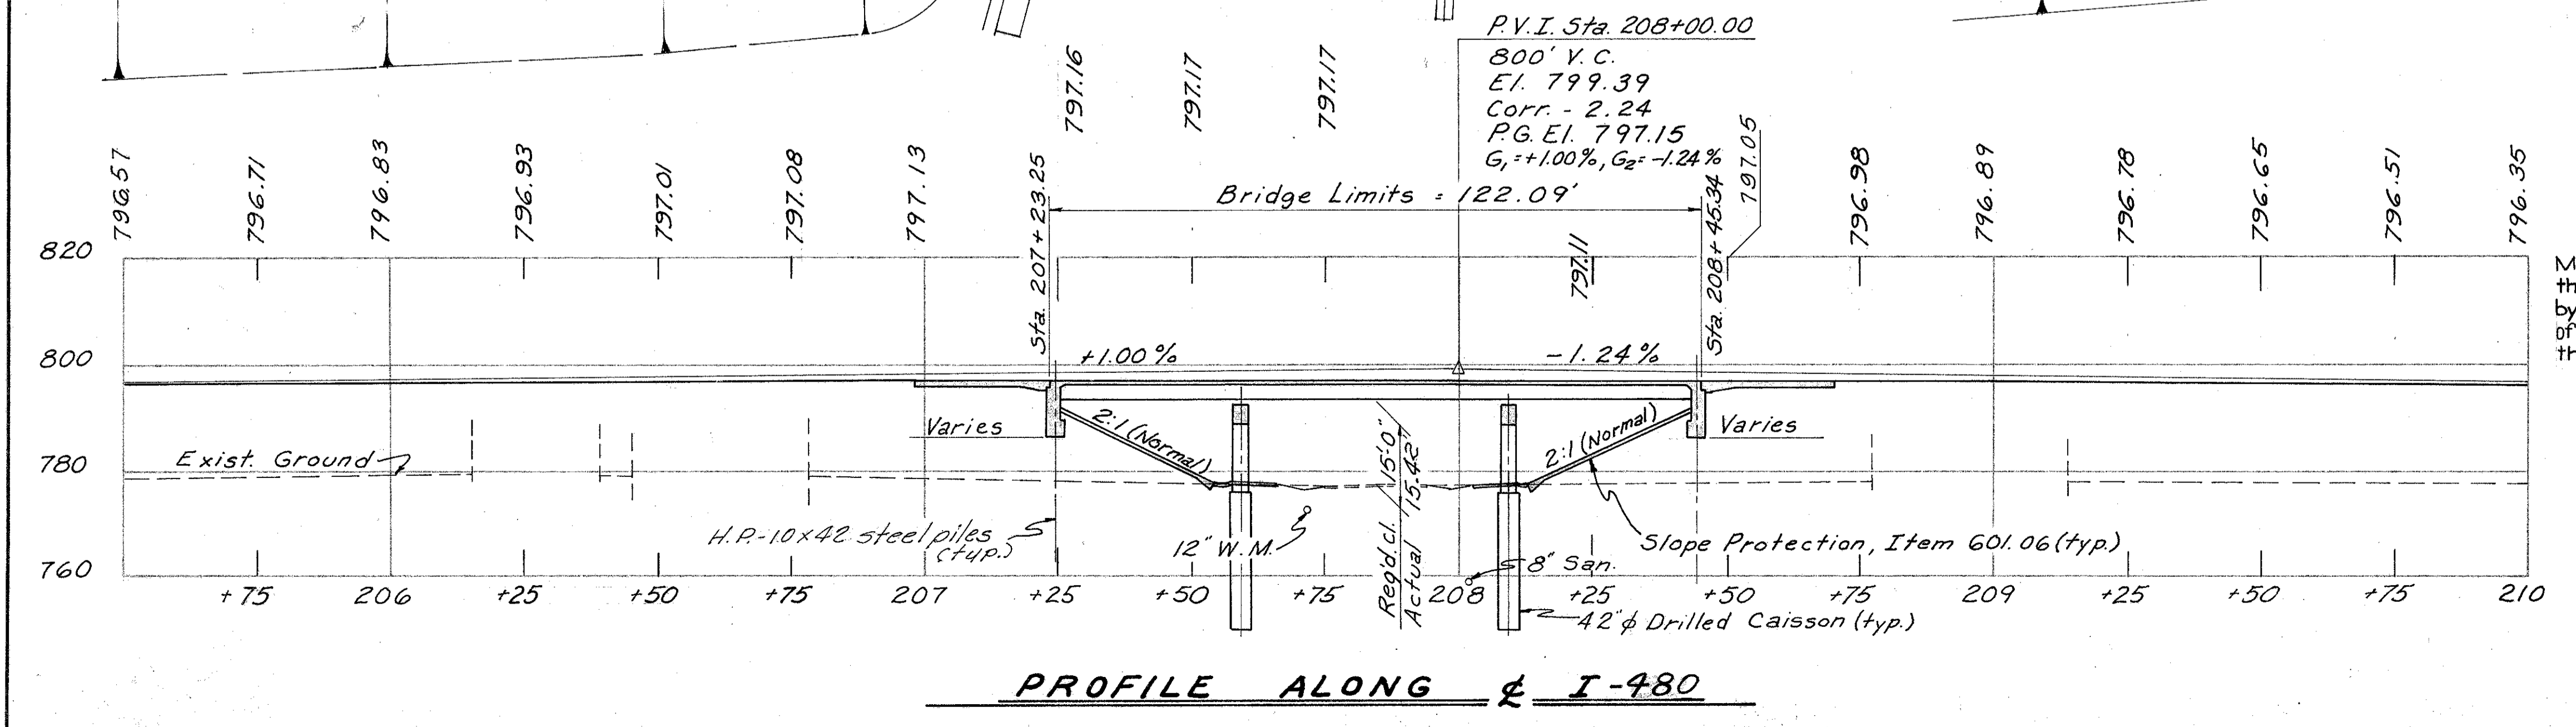 P.V.I. Sta. 208+00.00
800' V.C.
El. 799.39
Corr. - 2.24
P.G. El. 797.15
G₁=+1.00%, G₂=-1.24%
797.16
797.17
797.17
796.57
796.71
796.83
796.93
797.01
797.08
797.13
Sta. 207+23.25
Bridge Limits = 122.09'
797.11
Sta. 208+45.34
797.05
796.98
796.89
796.78
796.65
796.51
796.35
820
800
780
760
+1.00%
-1.24%
Varies
2:1 (Normal)
2:1 (Normal)
Varies
Exist. Ground
Req'd. cl. 15'-0"
Actual 15.42'
H.P.-10x42 steel piles
(typ.)
12" W.M.
Slope Protection, Item 601.06 (typ.)
8" San.
+75 206 +25 +50 +75 207 +25 +50 +75 208 +25 +50 +75 209 +25 +50 +75 210
42"ϕ Drilled Caisson (typ.)
PROFILE ALONG ℄ I-480